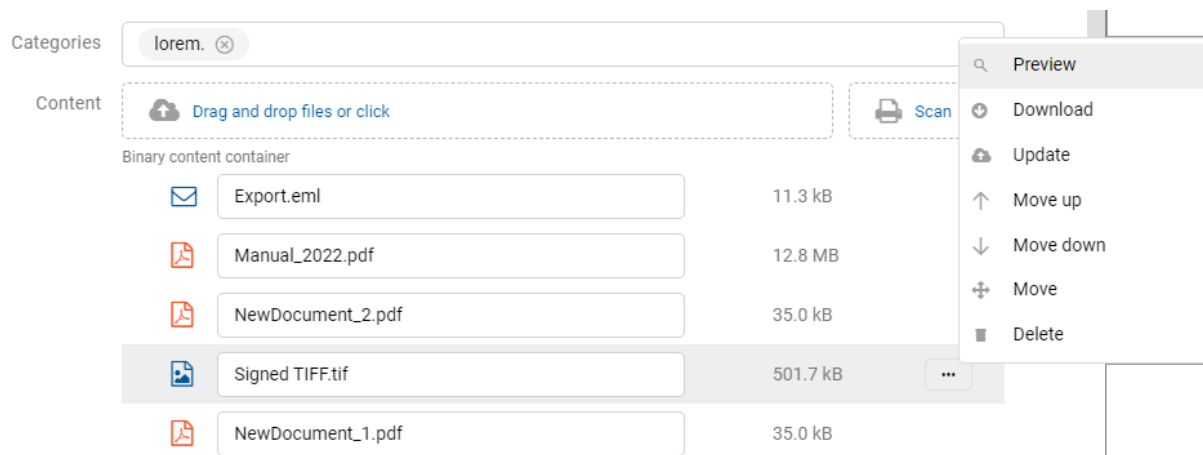 Categories
lorem.
Content
Drag and drop files or click
Scan
Binary content container
Export.eml 11.3 kB
Manual_2022.pdf 12.8 MB
NewDocument_2.pdf 35.0 kB
Signed TIFF.tif 501.7 kB ...
NewDocument_1.pdf 35.0 kB
Preview
Download
Update
Move up
Move down
Move
Delete